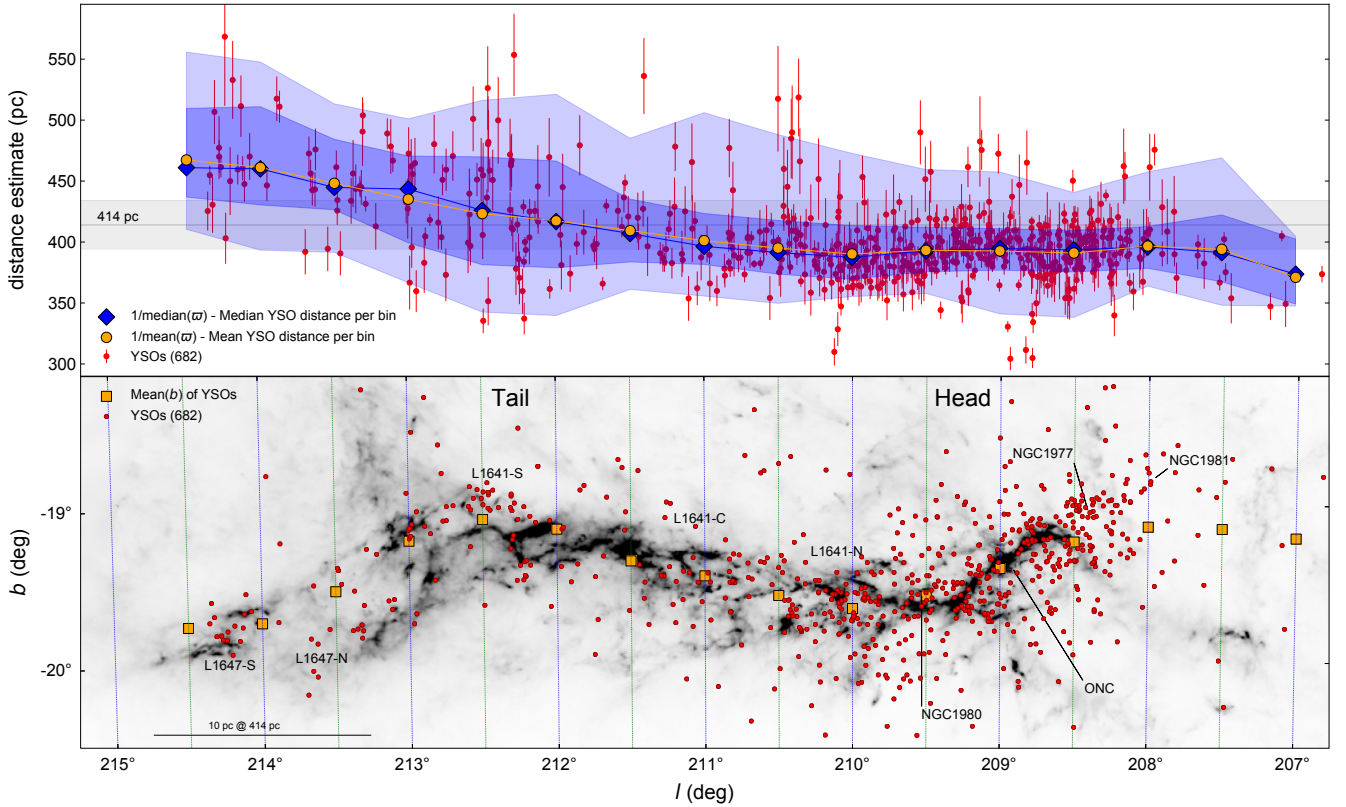 distance estimate (pc)
550
500
450
400
350
300
414 pc
1/median(ϖ) - Median YSO distance per bin
1/mean(ϖ) - Mean YSO distance per bin
YSOs (682)
Mean(b) of YSOs
YSOs (682)
Tail
Head
NGC1977
NGC1981
L1641-S
L1641-C
L1641-N
L1647-S
L1647-N
ONC
NGC1980
10 pc @ 414 pc
b (deg)
-19°
-20°
215°
214°
213°
212°
211°
210°
209°
208°
207°
l (deg)